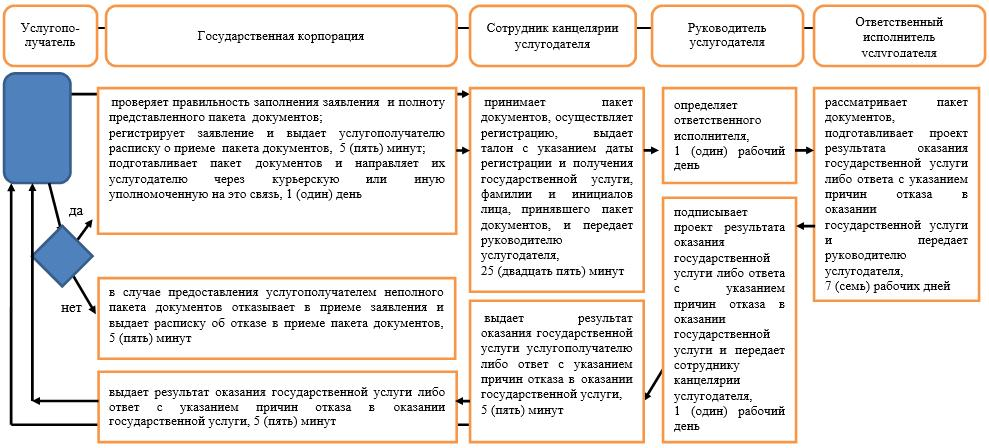 Услугопо-
лучатель
Государственная корпорация
Сотрудник канцелярии
услугодателя
Руководитель
услугодателя
Ответственный
исполнитель
услугодателя
проверяет правильность заполнения заявления и полноту
представленного пакета документов;
регистрирует заявление и выдает услугополучателю
расписку о приеме пакета документов, 5 (пять) минут;
подготавливает пакет документов и направляет их
услугодателю через курьерскую или иную
уполномоченную на это связь, 1 (один) день
принимает пакет
документов, осуществляет
регистрацию, выдает
талон с указанием даты
регистрации и получения
государственной услуги,
фамилии и инициалов
лица, принявшего пакет
документов, и передает
руководителю
услугодателя,
25 (двадцать пять) минут
определяет
ответственного
исполнителя,
1 (один) рабочий
день
рассматривает пакет
документов,
подготавливает проект
результата оказания
государственной услуги
либо ответа с указанием
причин отказа в
оказании
государственной услуги
и передает
руководителю
услугодателя,
7 (семь) рабочих дней
да
нет
в случае предоставления услугополучателем неполного
пакета документов отказывает в приеме заявления и
выдает расписку об отказе в приеме пакета документов,
5 (пять) минут
подписывает
проект результата
оказания
государственной
услуги либо ответа
с указанием
причин отказа в
оказании
государственной
услуги и передает
сотруднику
канцелярии
услугодателя,
1 (один) рабочий
день
выдает результат
оказания государственной
услуги услугополучателю
либо ответ с указанием
причин отказа в оказании
государственной услуги,
5 (пять) минут
выдает результат оказания государственной услуги либо
ответ с указанием причин отказа в оказании
государственной услуги, 5 (пять) минут